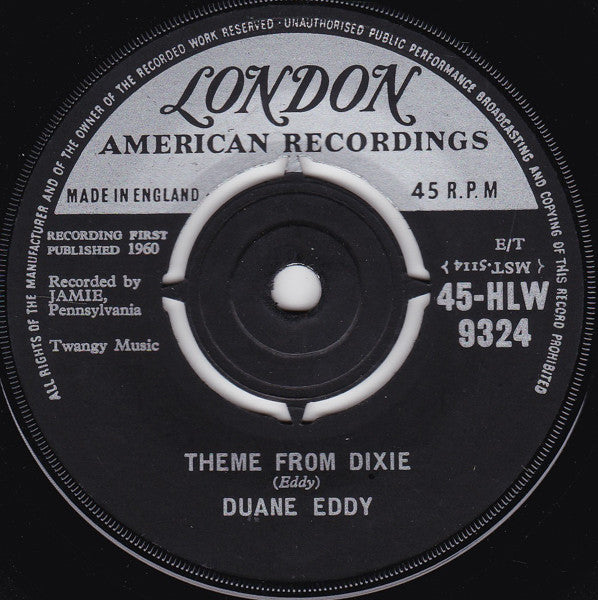 ALL RIGHTS OF THE MANUFACTURER AND OF THE OWNER OF THE RECORDED WORK RESERVED · UNAUTHORISED PUBLIC PERFORMANCE BROADCASTING AND COPYING OF THIS RECORD PROHIBITED
LONDON
AMERICAN RECORDINGS
MADE IN ENGLAND
45 R.P.M
RECORDING FIRST
PUBLISHED 1960
Recorded by
JAMIE,
Pennsylvania
Twangy Music
E/T
{ MST.5114 }
45-HLW
9324
THEME FROM DIXIE
(Eddy)
DUANE EDDY